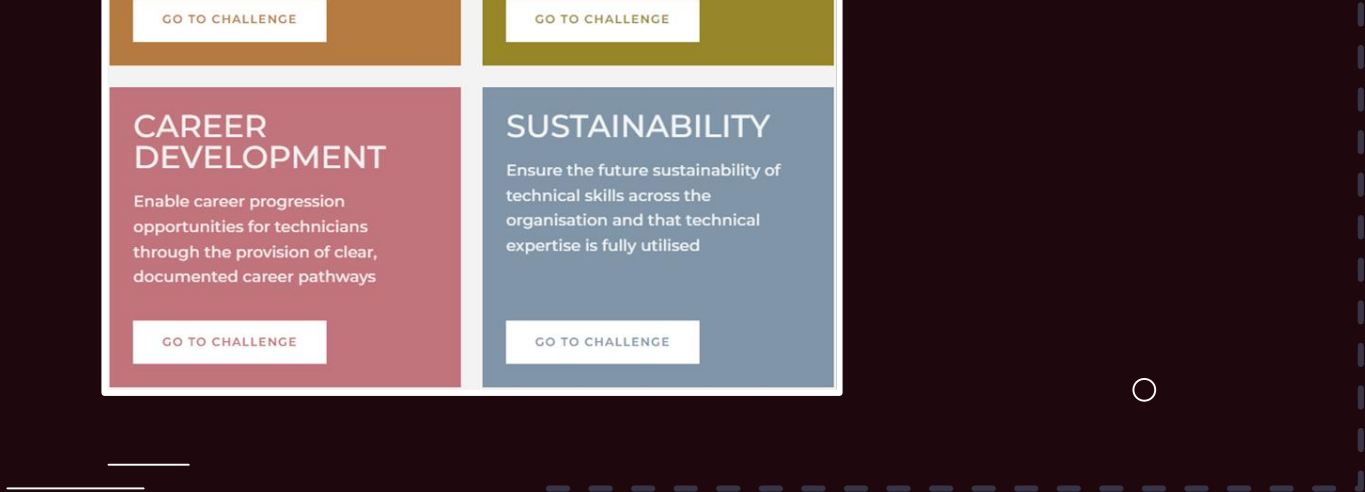 GO TO CHALLENGE
GO TO CHALLENGE
CAREER
DEVELOPMENT
Enable career progression
opportunities for technicians
through the provision of clear,
documented career pathways
GO TO CHALLENGE
SUSTAINABILITY
Ensure the future sustainability of
technical skills across the
organisation and that technical
expertise is fully utilised
GO TO CHALLENGE